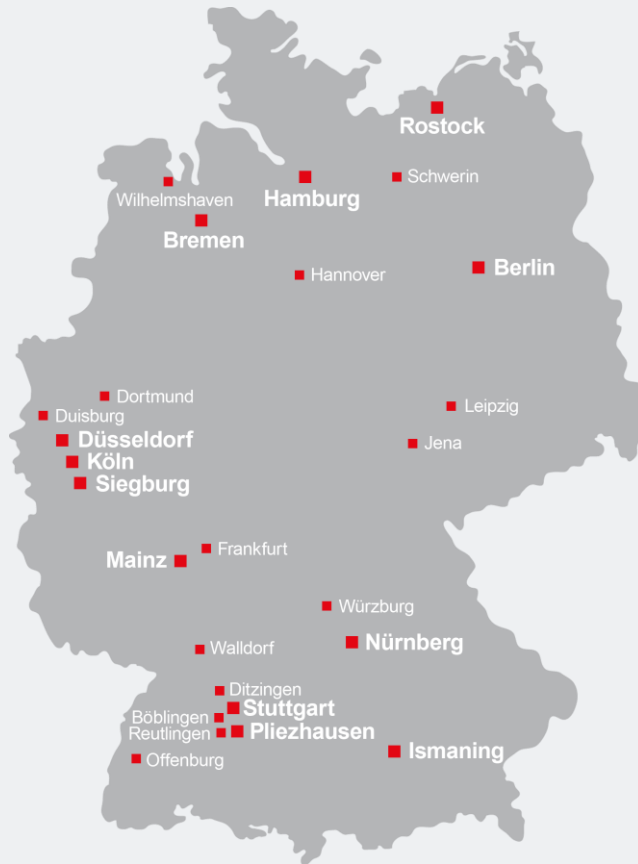 Rostock
Schwerin
Hamburg
Wilhelmshaven
Bremen
Berlin
Hannover
Dortmund
Leipzig
Duisburg
Düsseldorf
Jena
Köln
Siegburg
Frankfurt
Mainz
Würzburg
Nürnberg
Walldorf
Ditzingen
Stuttgart
Böblingen
Pliezhausen
Reutlingen
Ismaning
Offenburg